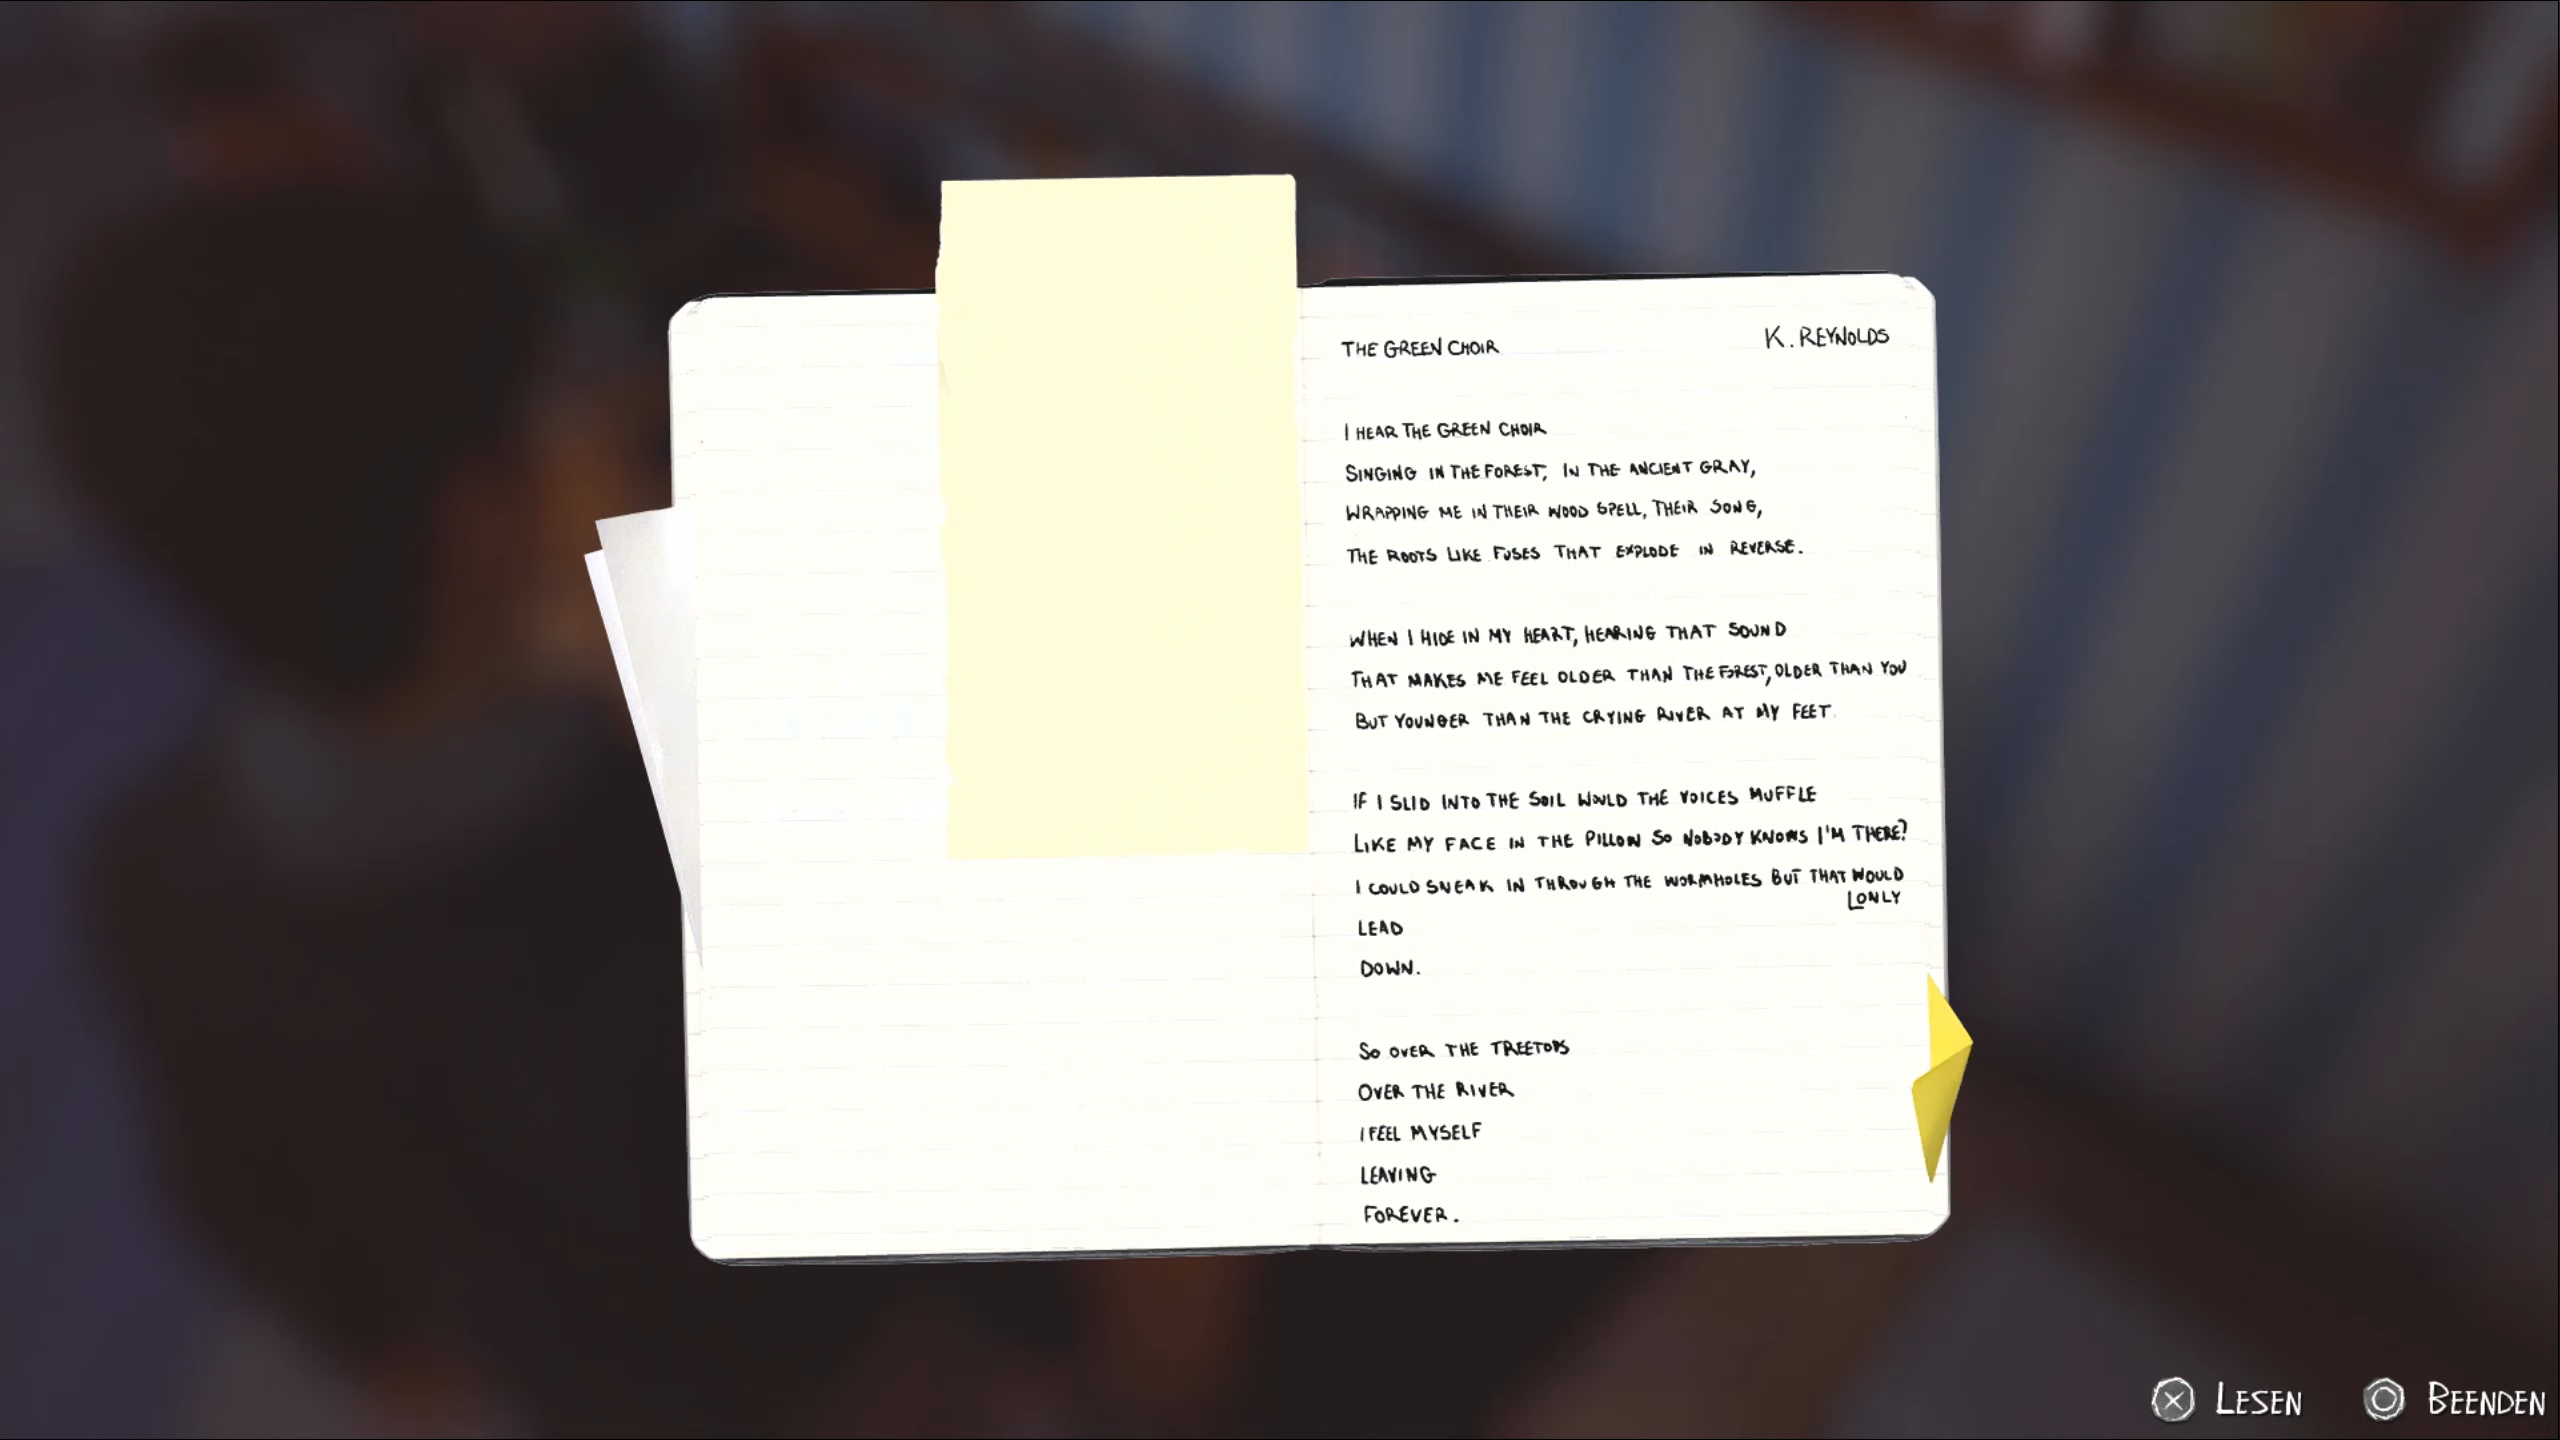 THE GREEN CHOIR
K. REYNOLDS
I HEAR THE GREEN CHOIR
SINGING IN THE FOREST, IN THE ANCIENT GRAY,
WRAPPING ME IN THEIR WOOD SPELL, THEIR SONG,
THE ROOTS LIKE FUSES THAT EXPLODE IN REVERSE.
WHEN I HIDE IN MY HEART, HEARING THAT SOUND
THAT MAKES ME FEEL OLDER THAN THE FOREST, OLDER THAN YOU
BUT YOUNGER THAN THE CRYING RIVER AT MY FEET.
IF I SLID INTO THE SOIL WOULD THE VOICES MUFFLE
LIKE MY FACE IN THE PILLOW SO NOBODY KNOWS I'M THERE?
I COULD SNEAK IN THROUGH THE WORMHOLES BUT THAT WOULD
ONLY
LEAD
DOWN.
SO OVER THE TREETOPS
OVER THE RIVER
I FEEL MYSELF
LEAVING
FOREVER.
LESEN
BEENDEN